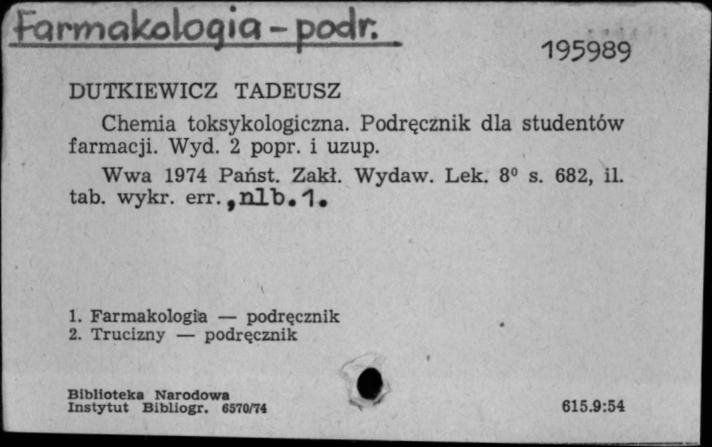 Farmakologia - podr.
195989
DUTKIEWICZ TADEUSZ
Chemia toksykologiczna. Podręcznik dla studentów
farmacji. Wyd. 2 popr. i uzup.
Wwa 1974 Państ. Zakł. Wydaw. Lek. 8⁰ s. 682, il.
tab. wykr. err. , nlb. 1.
1. Farmakologia — podręcznik
2. Trucizny — podręcznik
Biblioteka Narodowa
Instytut Bibliogr. 6570/74
615.9:54